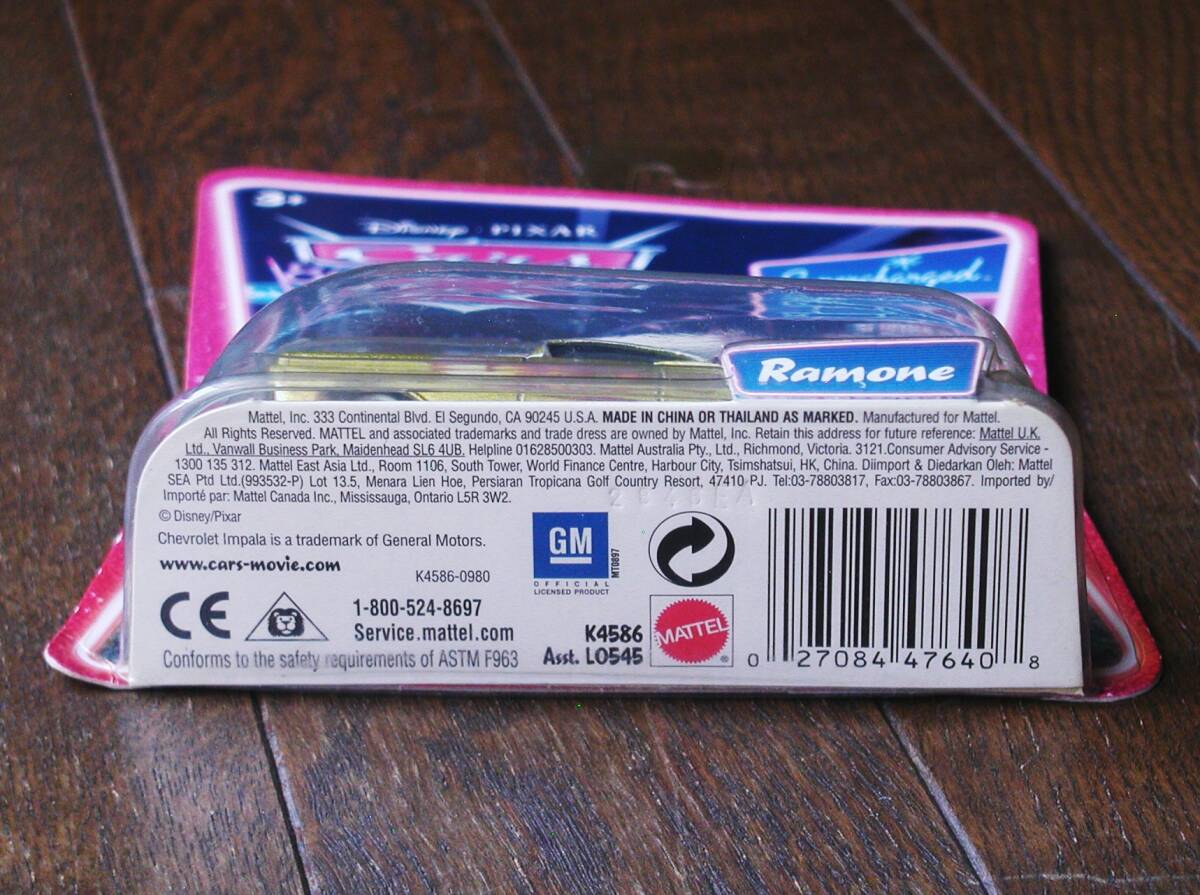 3+
Disney · PIXAR
Supercharged
Ramone
Mattel, Inc. 333 Continental Blvd. El Segundo, CA 90245 U.S.A. MADE IN CHINA OR THAILAND AS MARKED. Manufactured for Mattel.
All Rights Reserved. MATTEL and associated trademarks and trade dress are owned by Mattel, Inc. Retain this address for future reference: Mattel U.K.
Ltd., Vanwall Business Park, Maidenhead SL6 4UB. Helpline 01628500303. Mattel Australia Pty., Ltd., Richmond, Victoria. 3121.Consumer Advisory Service -
1300 135 312. Mattel East Asia Ltd., Room 1106, South Tower, World Finance Centre, Harbour City, Tsimshatsui, HK, China. Diimport & Diedarkan Oleh: Mattel
SEA Ptd Ltd.(993532-P) Lot 13.5, Menara Lien Hoe, Persiaran Tropicana Golf Country Resort, 47410 PJ. Tel:03-78803817, Fax:03-78803867. Imported by/
Importé par: Mattel Canada Inc., Mississauga, Ontario L5R 3W2.
© Disney/Pixar
Chevrolet Impala is a trademark of General Motors.
www.cars-movie.com
K4586-0980
GM
MT0897
OFFICIAL
LICENSED PRODUCT
CE
1-800-524-8697
Service.mattel.com
Conforms to the safety requirements of ASTM F963
K4586
Asst. L0545
MATTEL
®
0 27084 47640 8